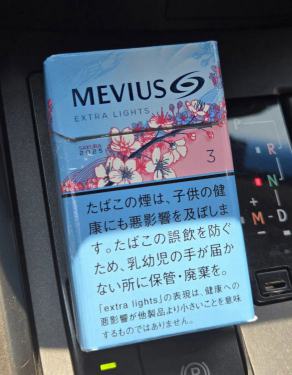 MEVIUS
EXTRA LIGHTS
SAKURA
2025
3
たばこの煙は、子供の健
康にも悪影響を及ぼしま
す。たばこの誤飲を防ぐ
ため、乳幼児の手が届か
ない所に保管・廃棄を。
「extra lights」の表現は、健康への
悪影響が他製品より小さいことを意味
するものではありません。
R
N
+ M-D
P